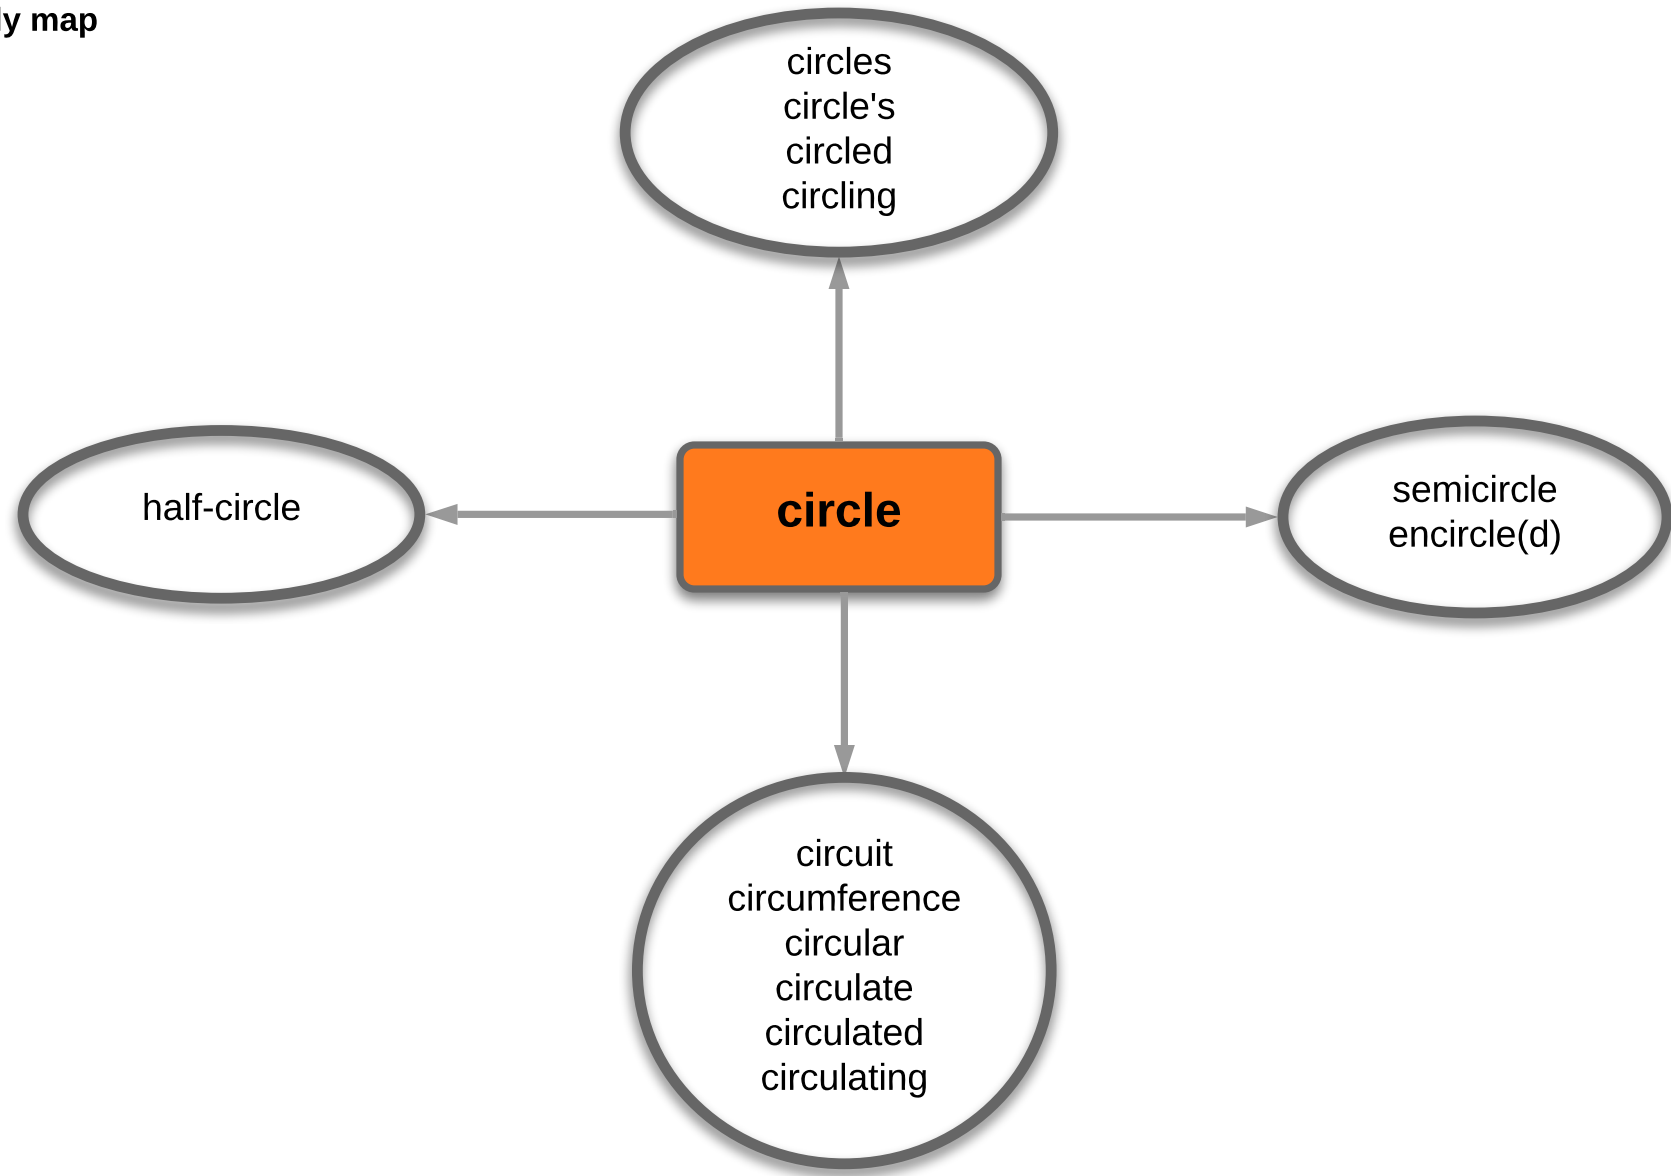 map
circles
circle's
circled
circling
half-circle
circle
semicircle
encircle(d)
circuit
circumference
circular
circulate
circulated
circulating